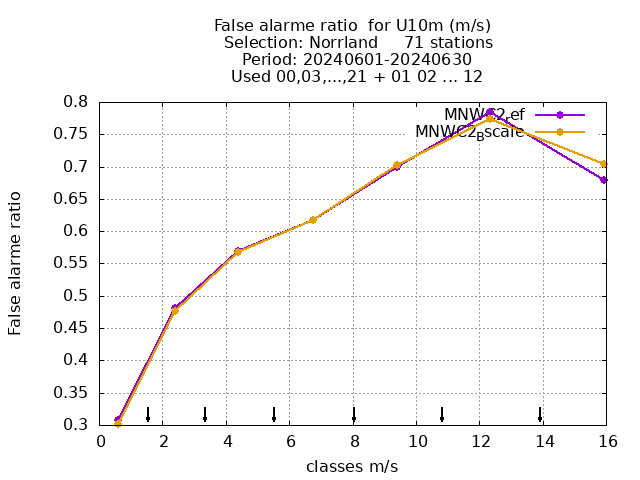 False alarme ratio  for U10m (m/s)
Selection: Norrland     71 stations
Period: 20240601-20240630
Used 00,03,...,21 + 01 02 ... 12
MNWC2_ref
MNWC2_Bscale
0.8
0.75
0.7
0.65
0.6
0.55
0.5
0.45
0.4
0.35
0.3
False alarme ratio
0 2 4 6 8 10 12 14 16
classes m/s